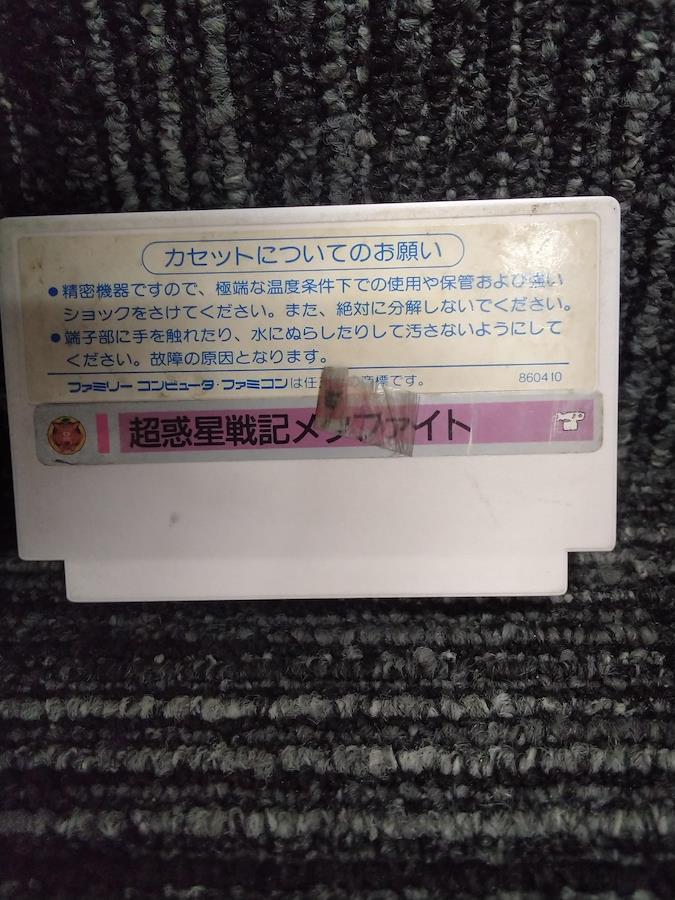 カセットについてのお願い
●精密機器ですので、極端な温度条件下での使用や保管および強い
ショックをさけてください。また、絶対に分解しないでください。
●端子部に手を触れたり、水にぬらしたりして汚さないようにして
ください。故障の原因となります。
ファミリー コンピュータ・ファミコンは任 商標です。 860410
超惑星戦記メ ファイト